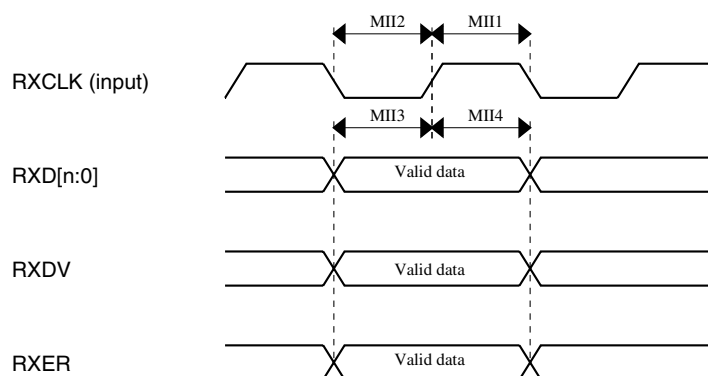 MII2 MII1
RXCLK (input)
MII3 MII4
RXD[n:0] Valid data
RXDV Valid data
RXER Valid data